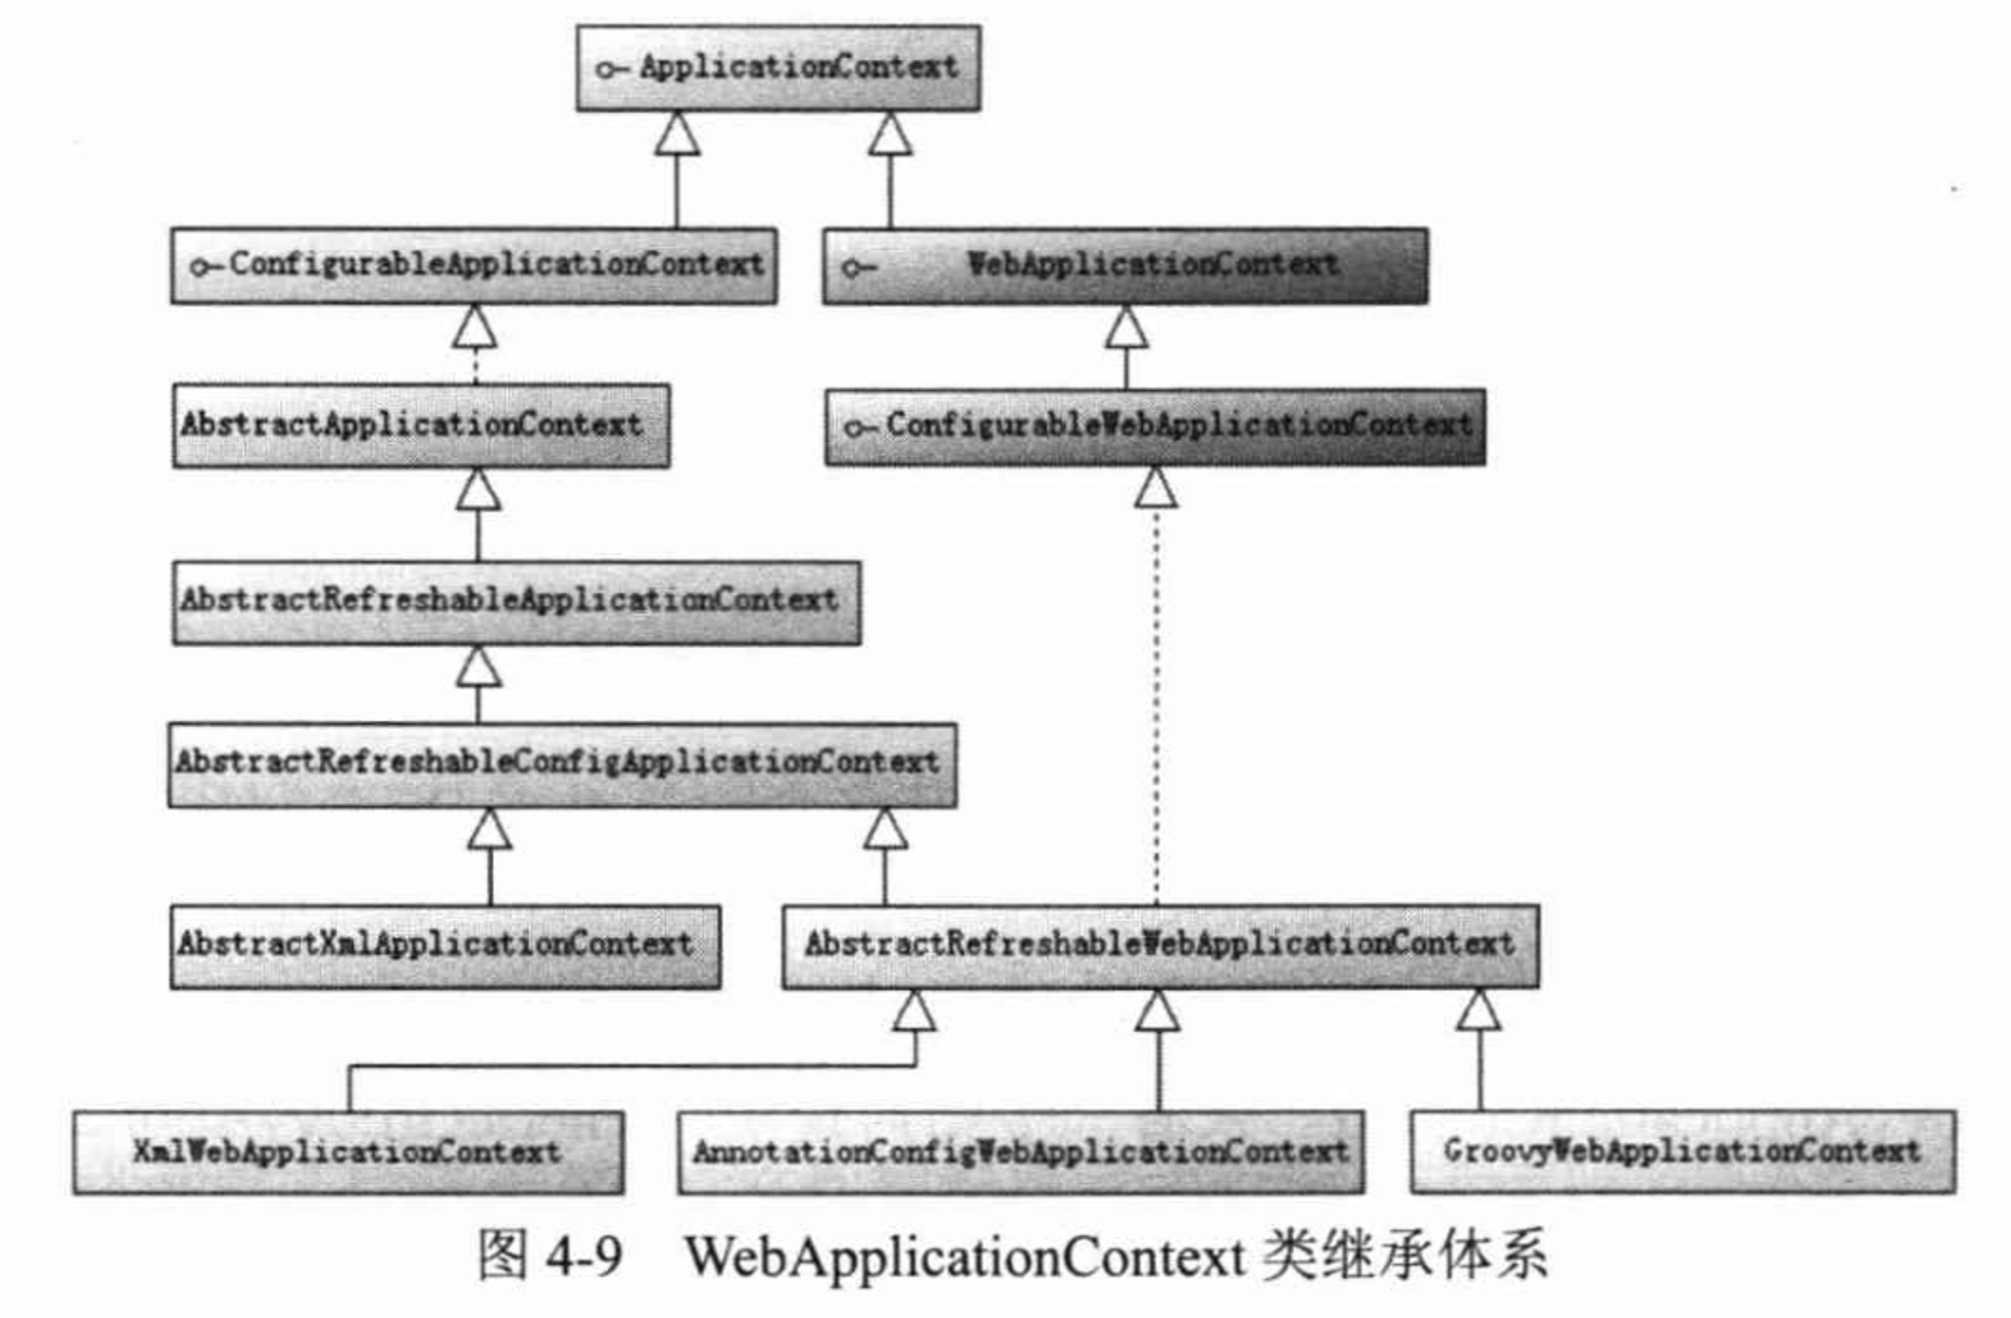 ApplicationContext
ConfigurableApplicationContext
WebApplicationContext
AbstractApplicationContext
ConfigurableWebApplicationContext
AbstractRefreshableApplicationContext
AbstractRefreshableConfigApplicationContext
AbstractXmlApplicationContext
AbstractRefreshableWebApplicationContext
XmlWebApplicationContext
AnnotationConfigWebApplicationContext
GroovyWebApplicationContext
图 4-9 WebApplicationContext 类继承体系